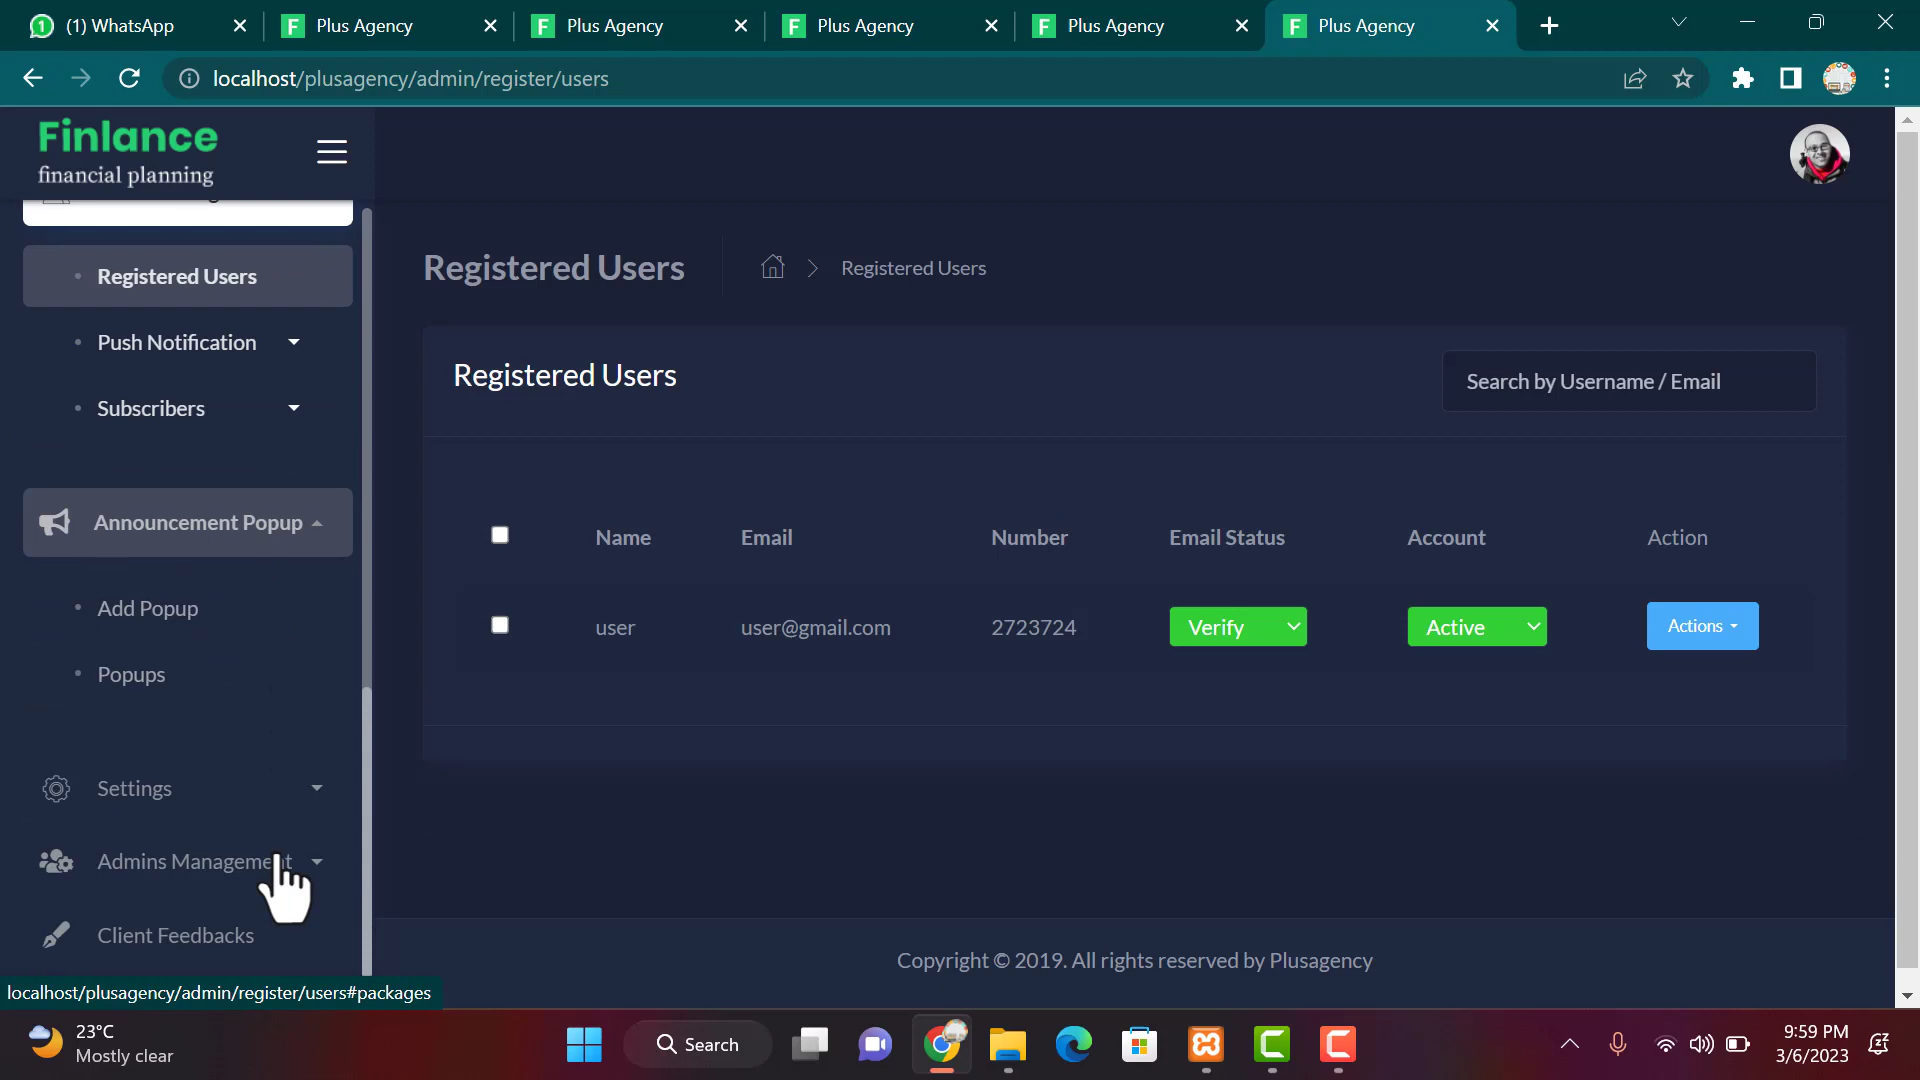 (1) WhatsApp
Plus Agency
Plus Agency
Plus Agency
Plus Agency
Plus Agency
localhost/plusagency/admin/register/users
Finlance
financial planning
Registered Users
Push Notification
Subscribers
Announcement Popup
Add Popup
Popups
Settings
Admins Management
Client Feedbacks
localhost/plusagency/admin/register/users#packages
Registered Users
Registered Users
Registered Users
Search by Username / Email
Name Email Number Email Status Account Action
user user@gmail.com 2723724 Verify Active Actions
Copyright © 2019. All rights reserved by Plusagency
23°C
Mostly clear
Search
9:59 PM
3/6/2023